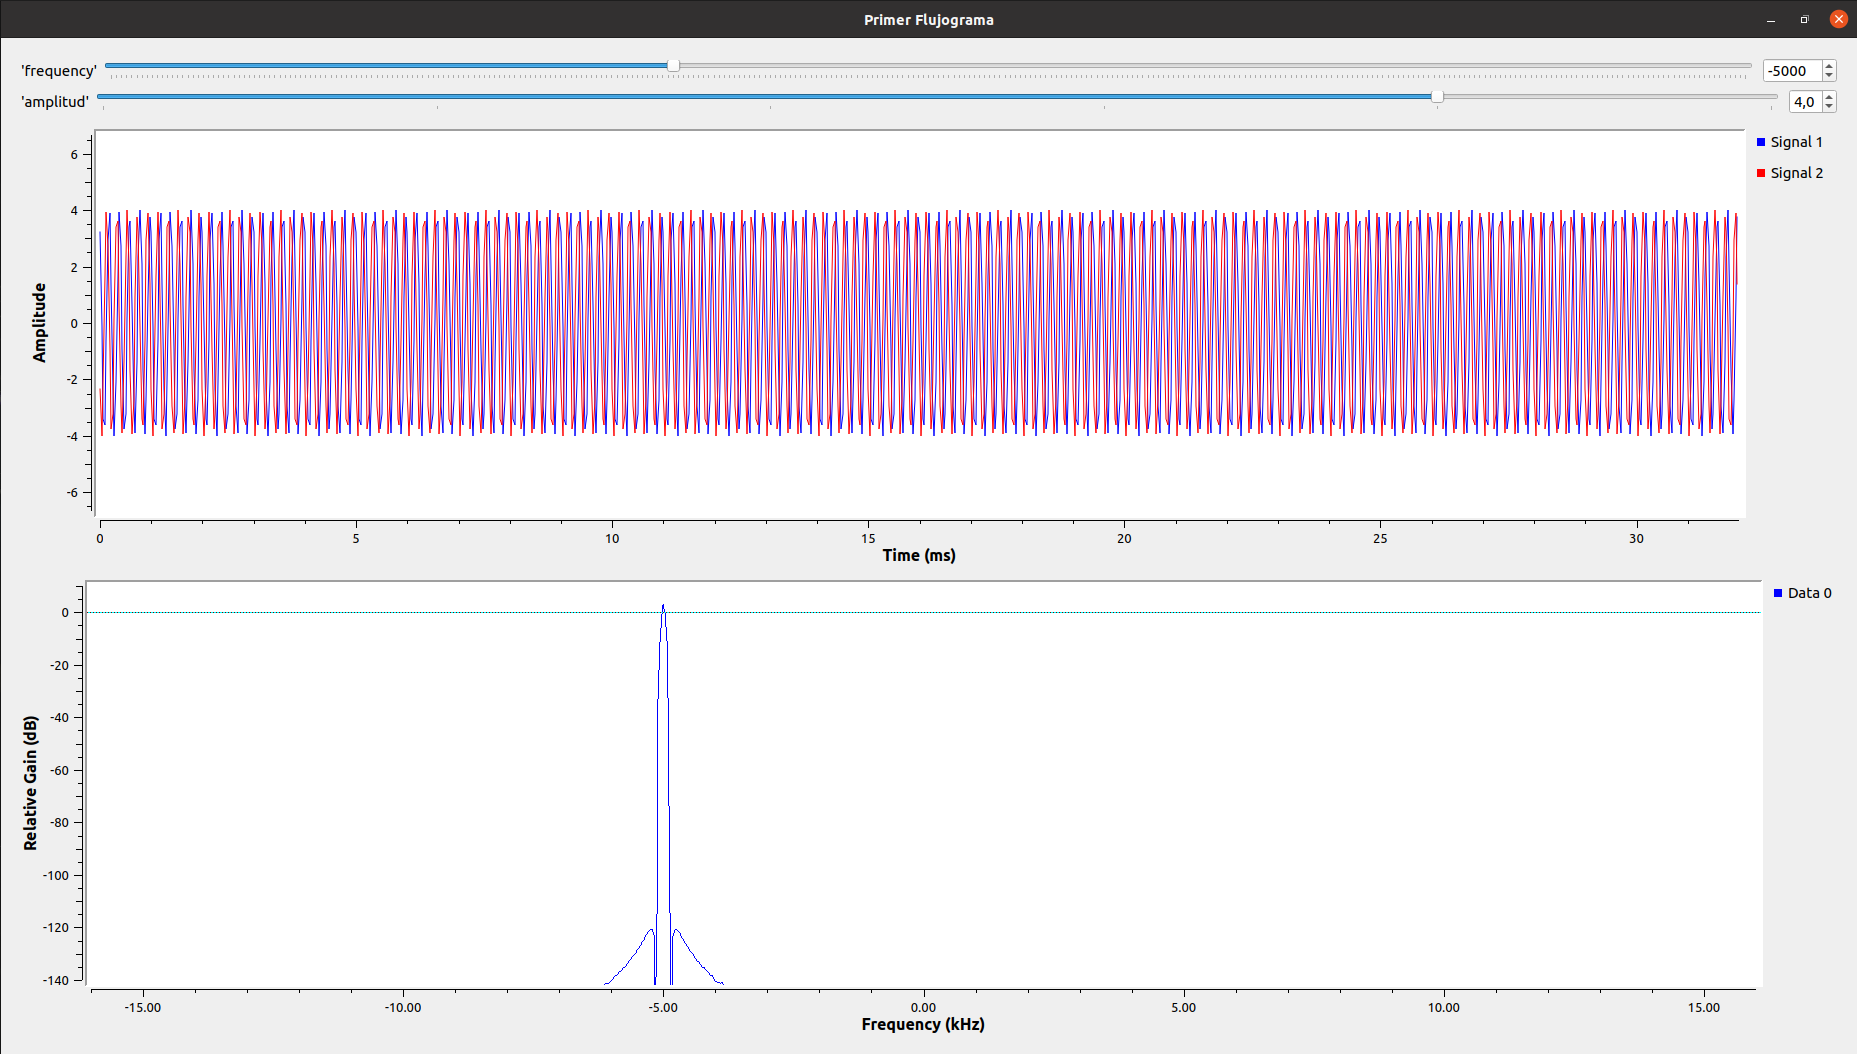 Primer Flujograma
'frequency' -5000
'amplitud' 4,0
Signal 1
Signal 2
6
4
2
0
-2
-4
-6
Amplitude
0 5 10 15 20 25 30
Time (ms)
Data 0
0
-20
-40
-60
-80
-100
-120
-140
Relative Gain (dB)
-15.00 -10.00 -5.00 0.00 5.00 10.00 15.00
Frequency (kHz)